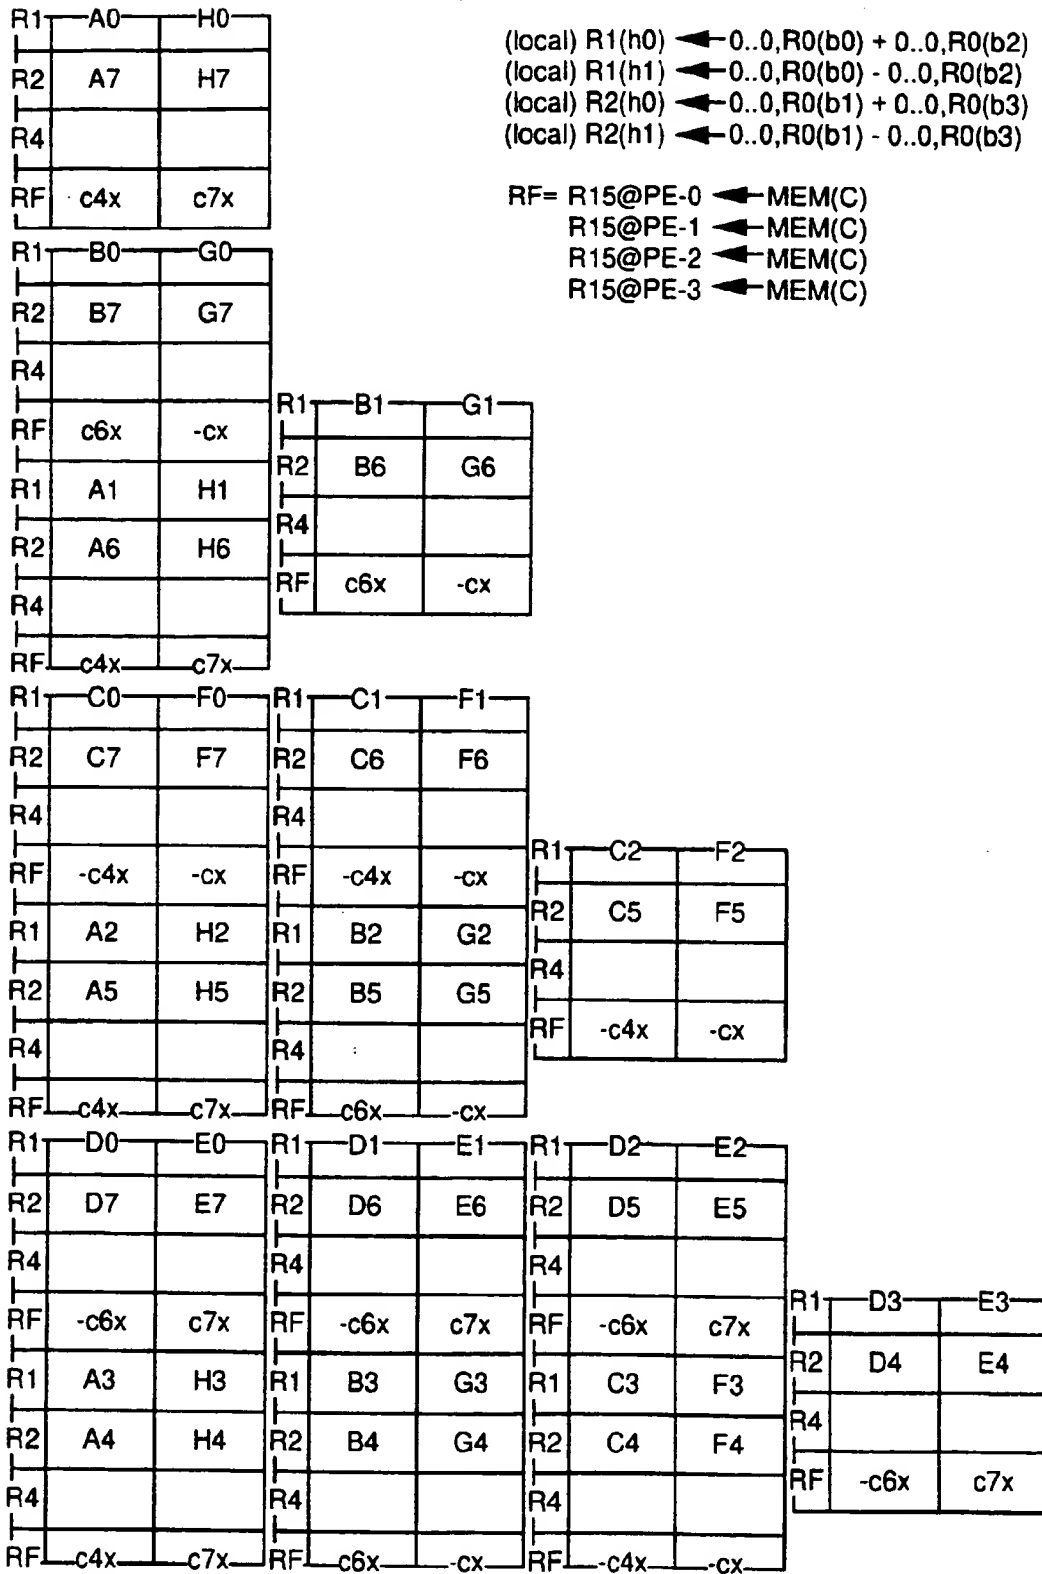 R1 A0 H0
R2 A7 H7
R4
RF c4x c7x
(local) R1(h0) ← 0..0,R0(b0) + 0..0,R0(b2)
(local) R1(h1) ← 0..0,R0(b0) - 0..0,R0(b2)
(local) R2(h0) ← 0..0,R0(b1) + 0..0,R0(b3)
(local) R2(h1) ← 0..0,R0(b1) - 0..0,R0(b3)
RF= R15@PE-0 ← MEM(C)
R15@PE-1 ← MEM(C)
R15@PE-2 ← MEM(C)
R15@PE-3 ← MEM(C)
R1 B0 G0
R2 B7 G7
R4
RF c6x -cx
R1 A1 H1
R2 A6 H6
R4
RF c4x c7x
R1 B1 G1
R2 B6 G6
R4
RF c6x -cx
R1 C0 F0
R2 C7 F7
R4
RF -c4x -cx
R1 A2 H2
R2 A5 H5
R4
RF c4x c7x
R1 C1 F1
R2 C6 F6
R4
RF -c4x -cx
R1 B2 G2
R2 B5 G5
R4
RF c6x -cx
R1 C2 F2
R2 C5 F5
R4
RF -c4x -cx
R1 D0 E0
R2 D7 E7
R4
RF -c6x c7x
R1 A3 H3
R2 A4 H4
R4
RF c4x c7x
R1 D1 E1
R2 D6 E6
R4
RF -c6x c7x
R1 B3 G3
R2 B4 G4
R4
RF c6x -cx
R1 D2 E2
R2 D5 E5
R4
RF -c6x c7x
R1 C3 F3
R2 C4 F4
R4
RF -c4x -cx
R1 D3 E3
R2 D4 E4
R4
RF -c6x c7x